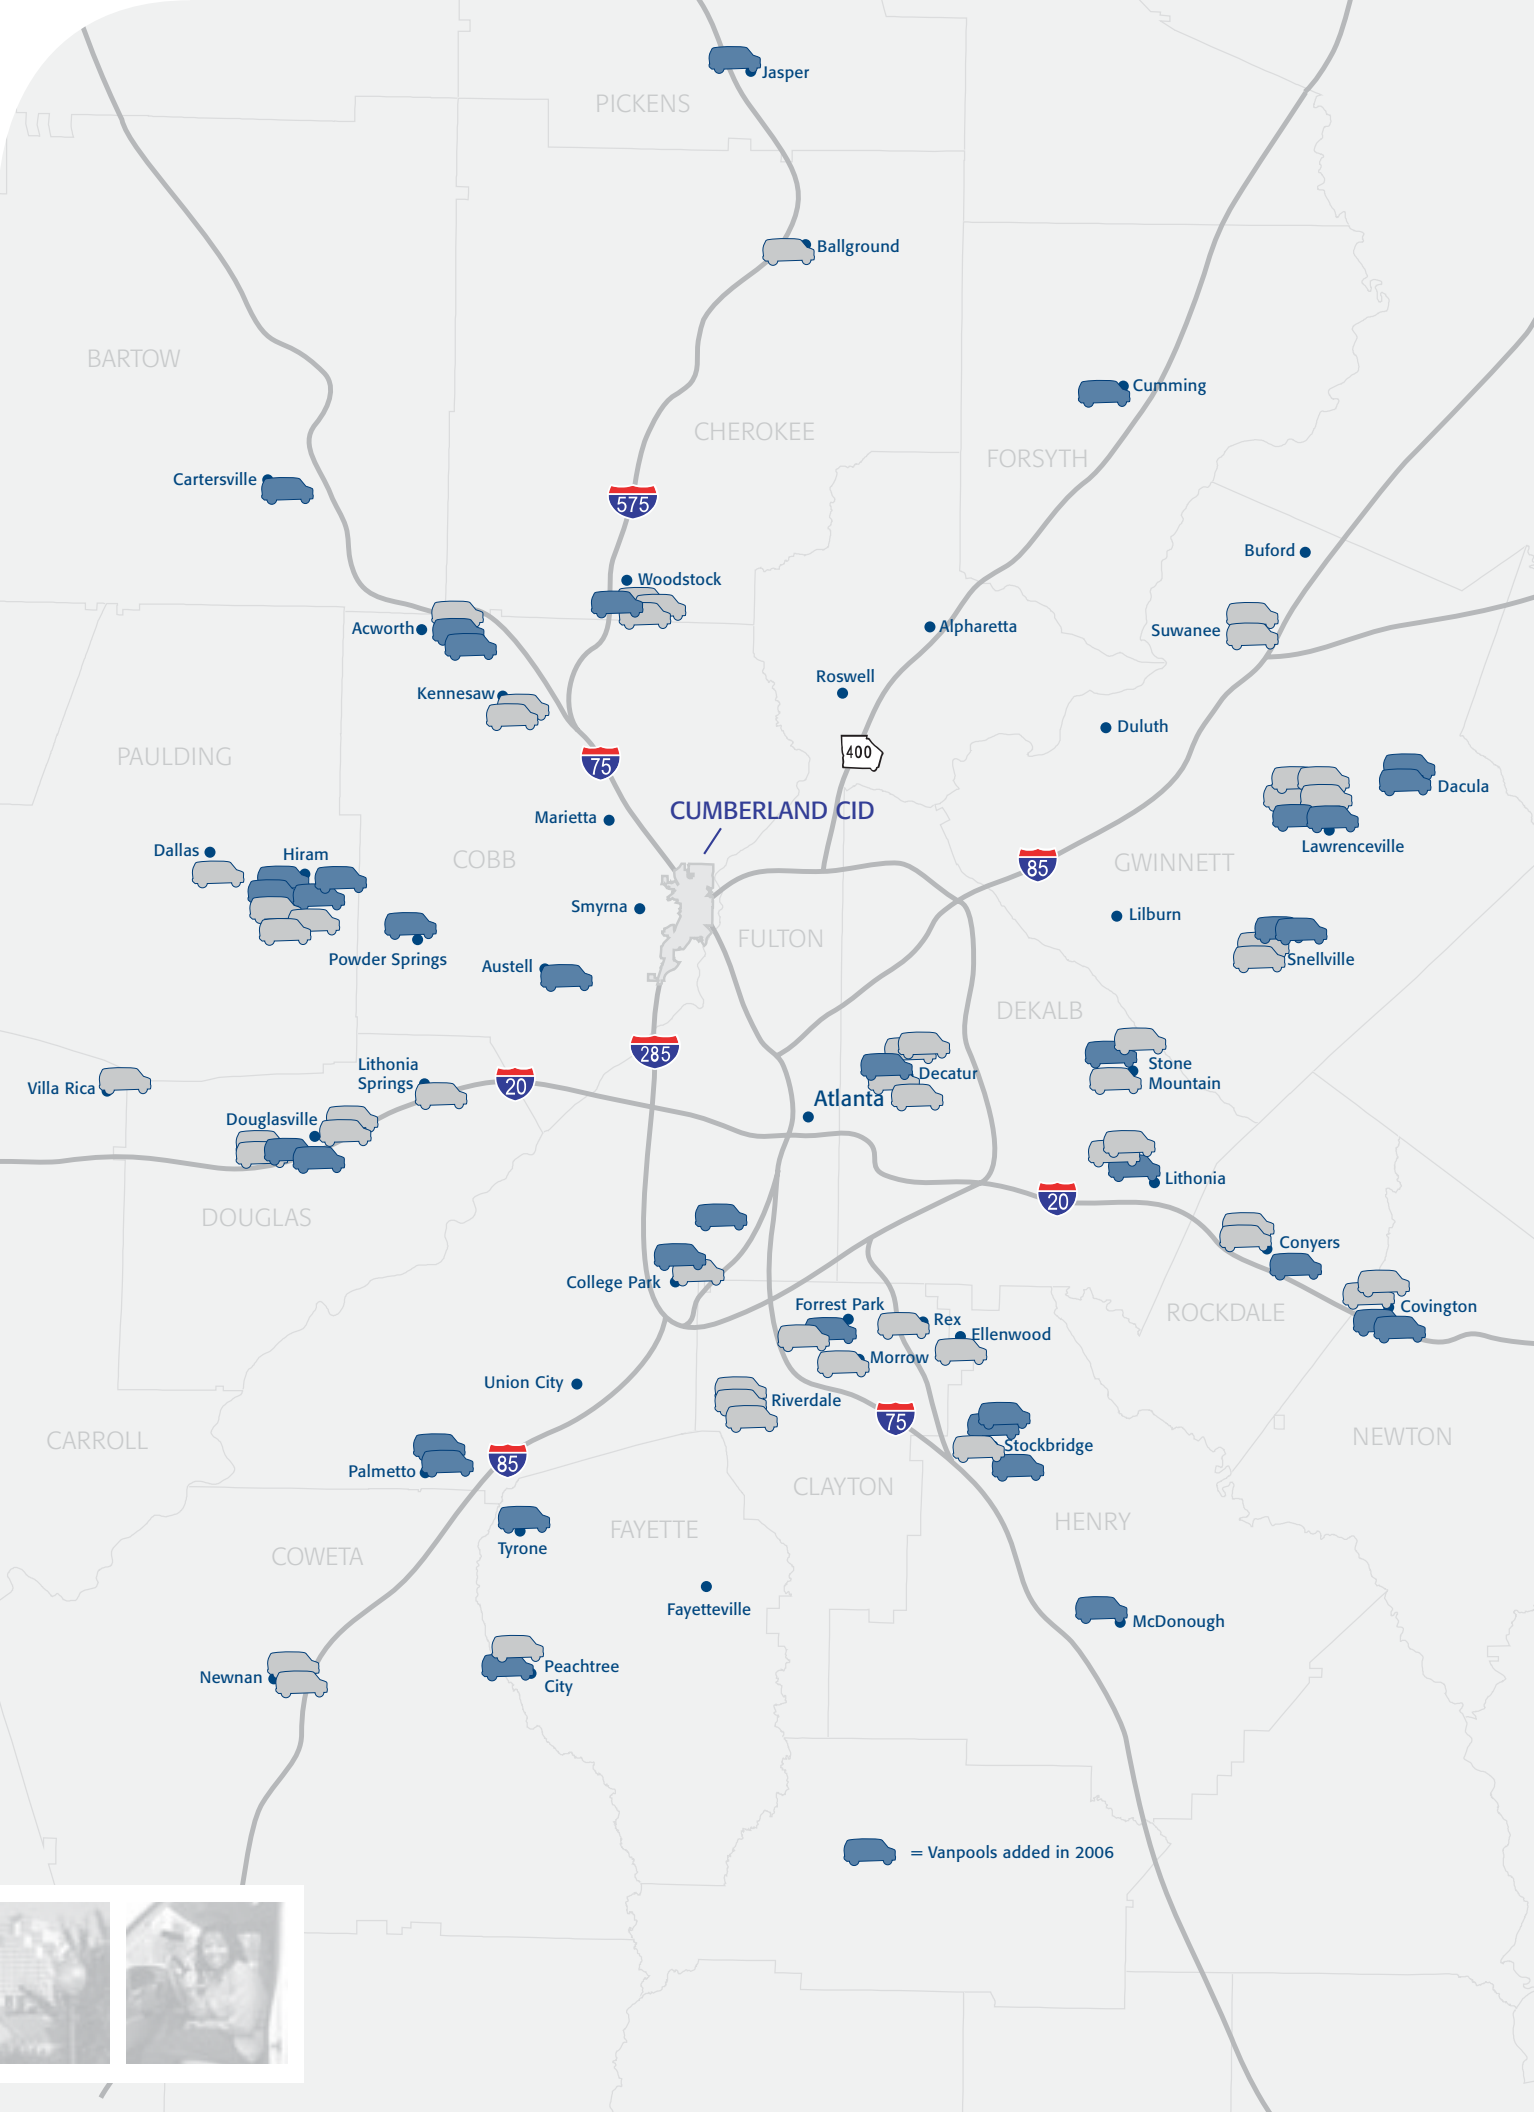 Jasper
PICKENS
Ballground
BARTOW
Cumming
CHEROKEE
FORSYTH
Cartersville
575
Buford
Woodstock
Acworth
Alpharetta
Suwanee
Roswell
Kennesaw
Duluth
PAULDING
400
75
Dacula
CUMBERLAND CID
Marietta
Lawrenceville
Dallas
Hiram
COBB
85
GWINNETT
Smyrna
Lilburn
FULTON
Powder Springs
Snellville
Austell
DEKALB
285
Lithonia
Springs
Stone
Mountain
Decatur
Villa Rica
20
Atlanta
Douglasville
Lithonia
20
DOUGLAS
Conyers
College Park
Forrest Park
Rex
Ellenwood
ROCKDALE
Covington
Morrow
Union City
Riverdale
75
CARROLL
NEWTON
Stockbridge
85
Palmetto
CLAYTON
HENRY
Tyrone
FAYETTE
COWETA
Fayetteville
McDonough
Newnan
Peachtree
City
= Vanpools added in 2006